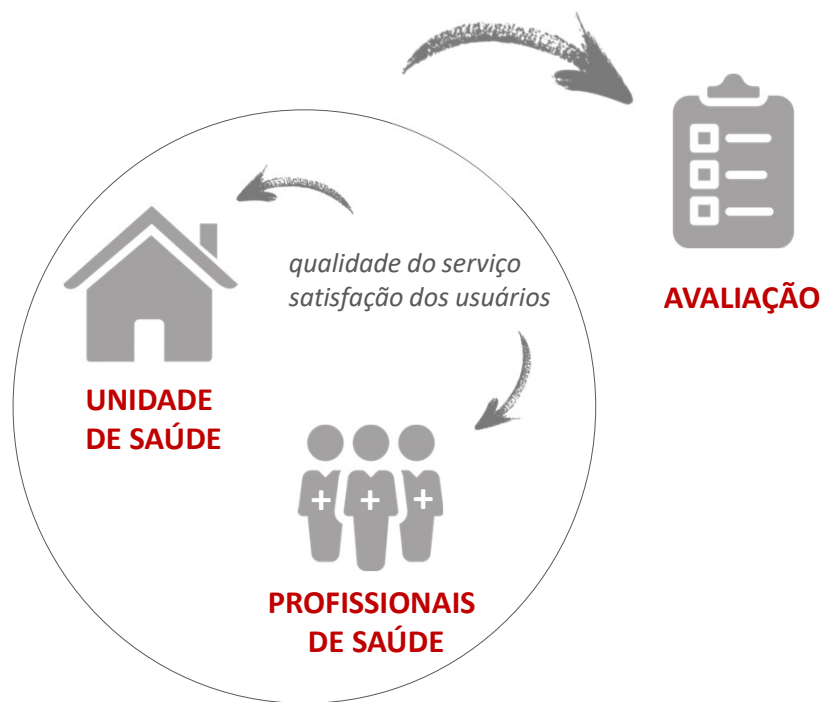 qualidade do serviço
satisfação dos usuários
AVALIAÇÃO
UNIDADE
DE SAÚDE
PROFISSIONAIS
DE SAÚDE